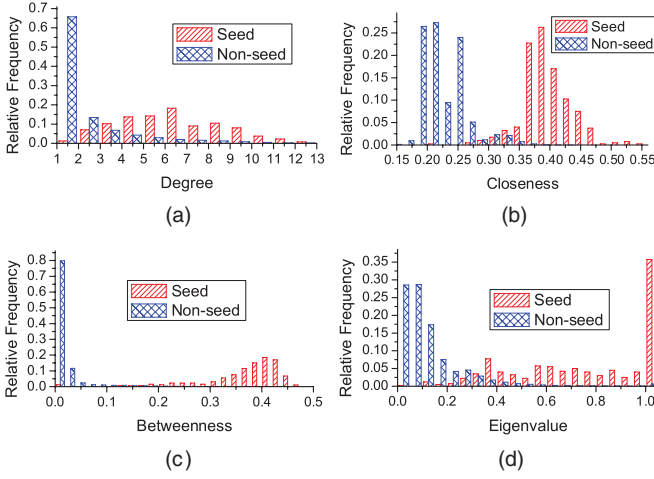 0.7
0.6
0.5
0.4
0.3
0.2
0.1
0.0
Relative Frequency
Seed
Non-seed
1 2 3 4 5 6 7 8 9 10 11 12 13
Degree
(a)
0.25
0.20
0.15
0.10
0.05
0.00
Relative Frequency
Seed
Non-seed
0.15 0.20 0.25 0.30 0.35 0.40 0.45 0.50 0.55
Closeness
(b)
0.8
0.7
0.6
0.5
0.4
0.3
0.2
0.1
0.0
Relative Frequency
Seed
Non-seed
0.0 0.1 0.2 0.3 0.4 0.5
Betweenness
(c)
0.35
0.30
0.25
0.20
0.15
0.10
0.05
0.00
Relative Frequency
Seed
Non-seed
0.0 0.2 0.4 0.6 0.8 1.0
Eigenvalue
(d)